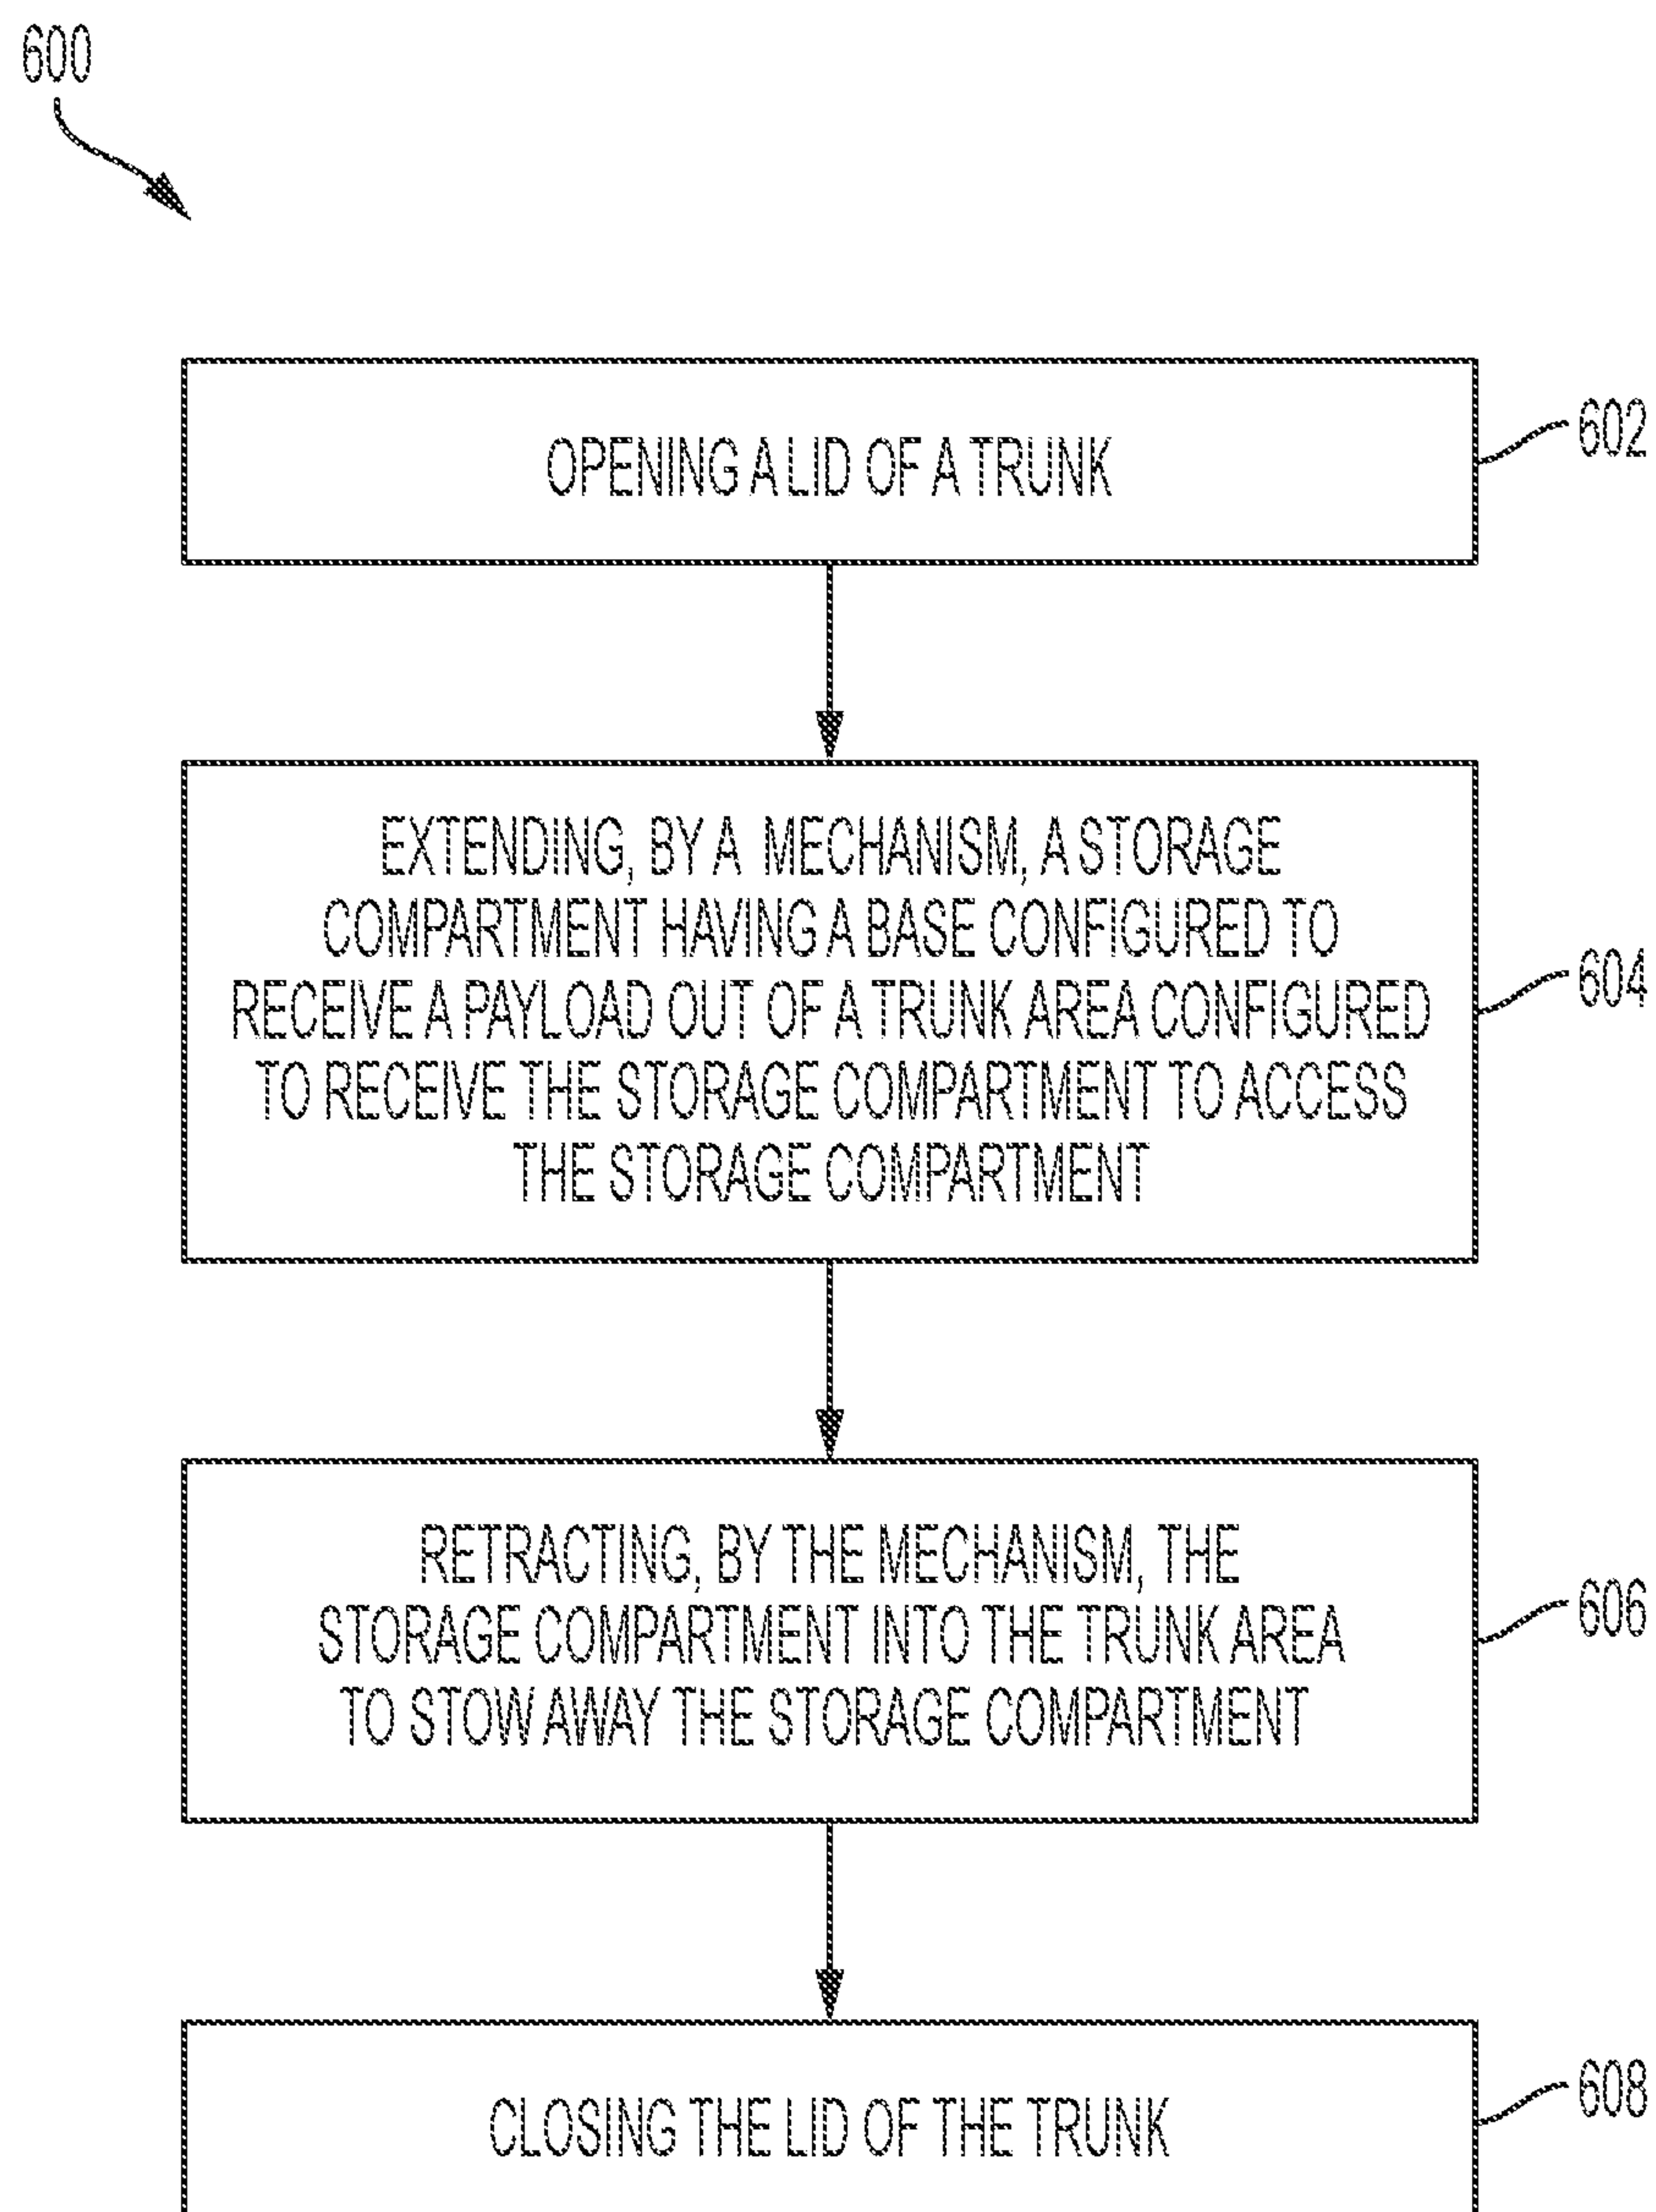 600
OPENING A LID OF A TRUNK
602
EXTENDING, BY A MECHANISM, A STORAGE
COMPARTMENT HAVING A BASE CONFIGURED TO
RECEIVE A PAYLOAD OUT OF A TRUNK AREA CONFIGURED
TO RECEIVE THE STORAGE COMPARTMENT TO ACCESS
THE STORAGE COMPARTMENT
604
RETRACTING, BY THE MECHANISM, THE
STORAGE COMPARTMENT INTO THE TRUNK AREA
TO STOW AWAY THE STORAGE COMPARTMENT
606
CLOSING THE LID OF THE TRUNK
608